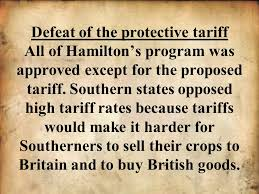 Defeat of the protective tariff
All of Hamilton's program was
approved except for the proposed
tariff. Southern states opposed
high tariff rates because tariffs
would make it harder for
Southerners to sell their crops to
Britain and to buy British goods.